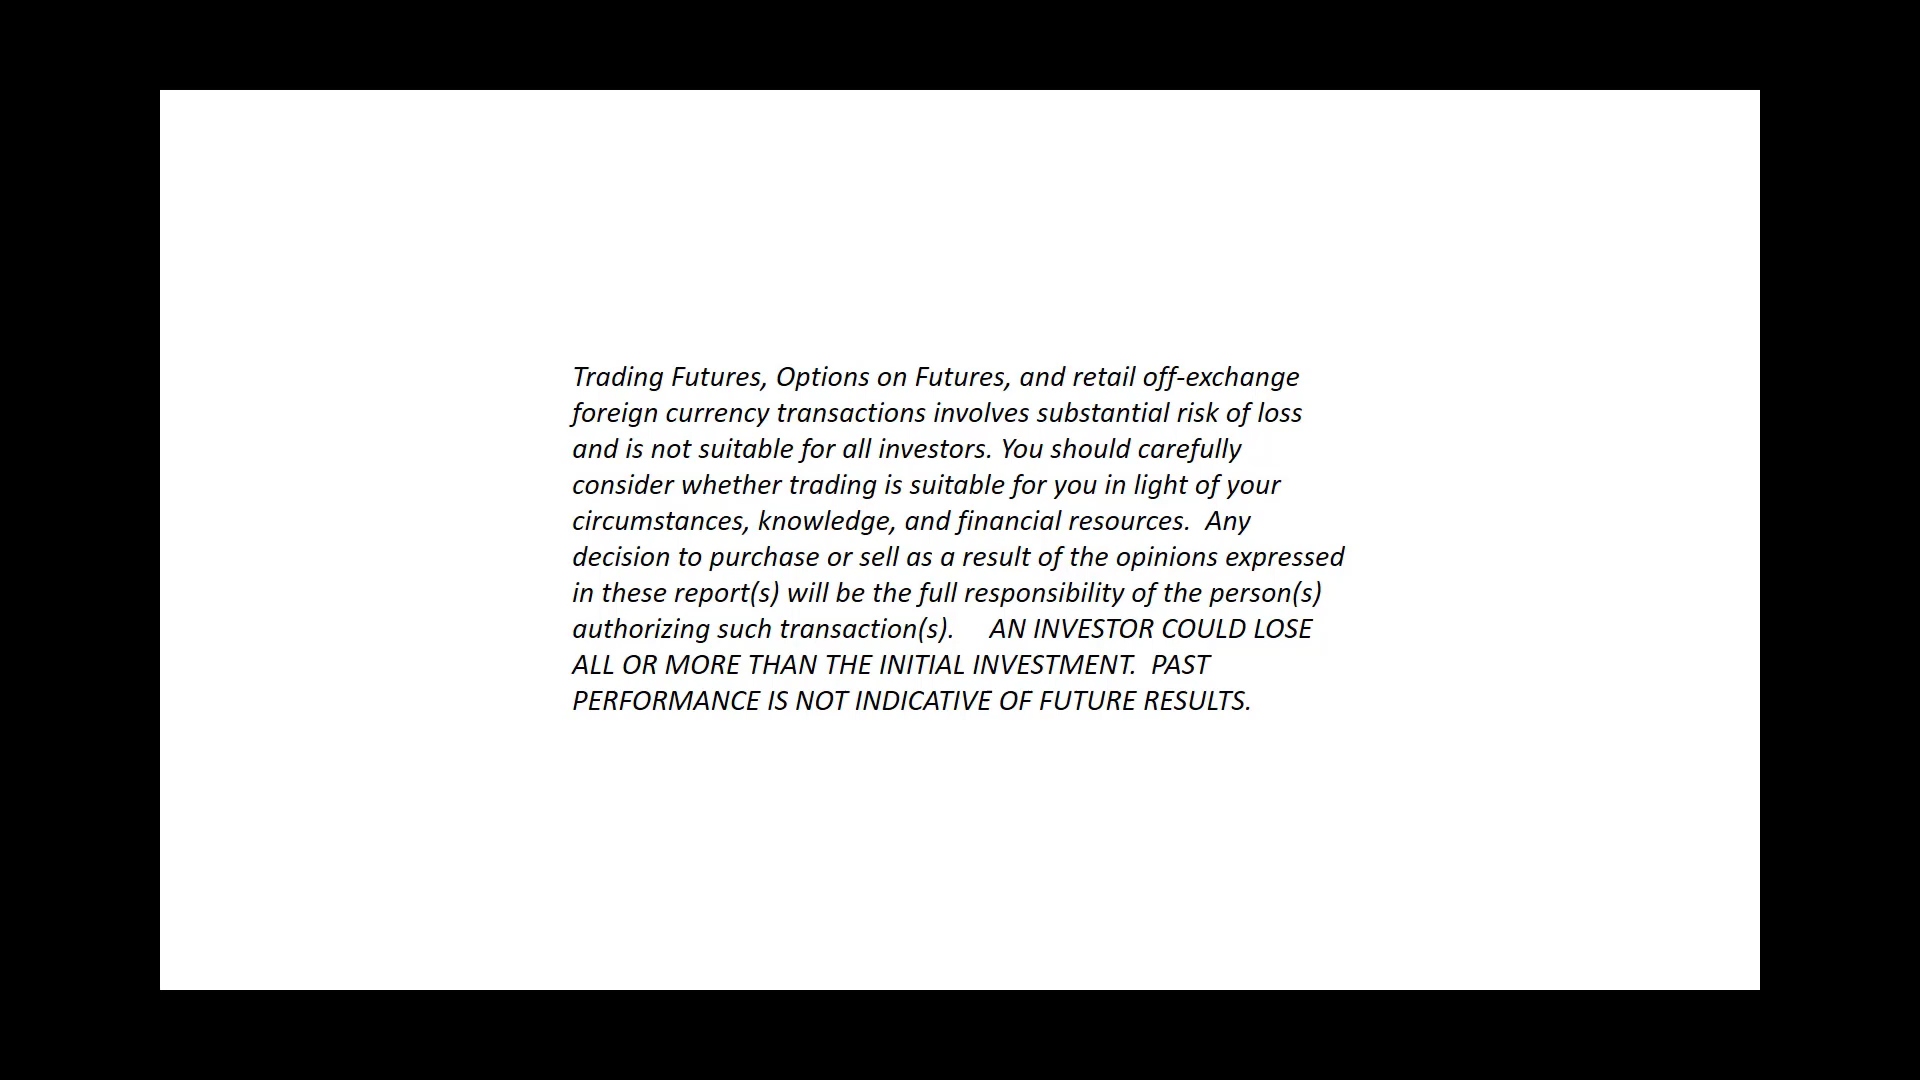 Trading Futures, Options on Futures, and retail off-exchange
foreign currency transactions involves substantial risk of loss
and is not suitable for all investors. You should carefully
consider whether trading is suitable for you in light of your
circumstances, knowledge, and financial resources.  Any
decision to purchase or sell as a result of the opinions expressed
in these report(s) will be the full responsibility of the person(s)
authorizing such transaction(s).     AN INVESTOR COULD LOSE
ALL OR MORE THAN THE INITIAL INVESTMENT.  PAST
PERFORMANCE IS NOT INDICATIVE OF FUTURE RESULTS.